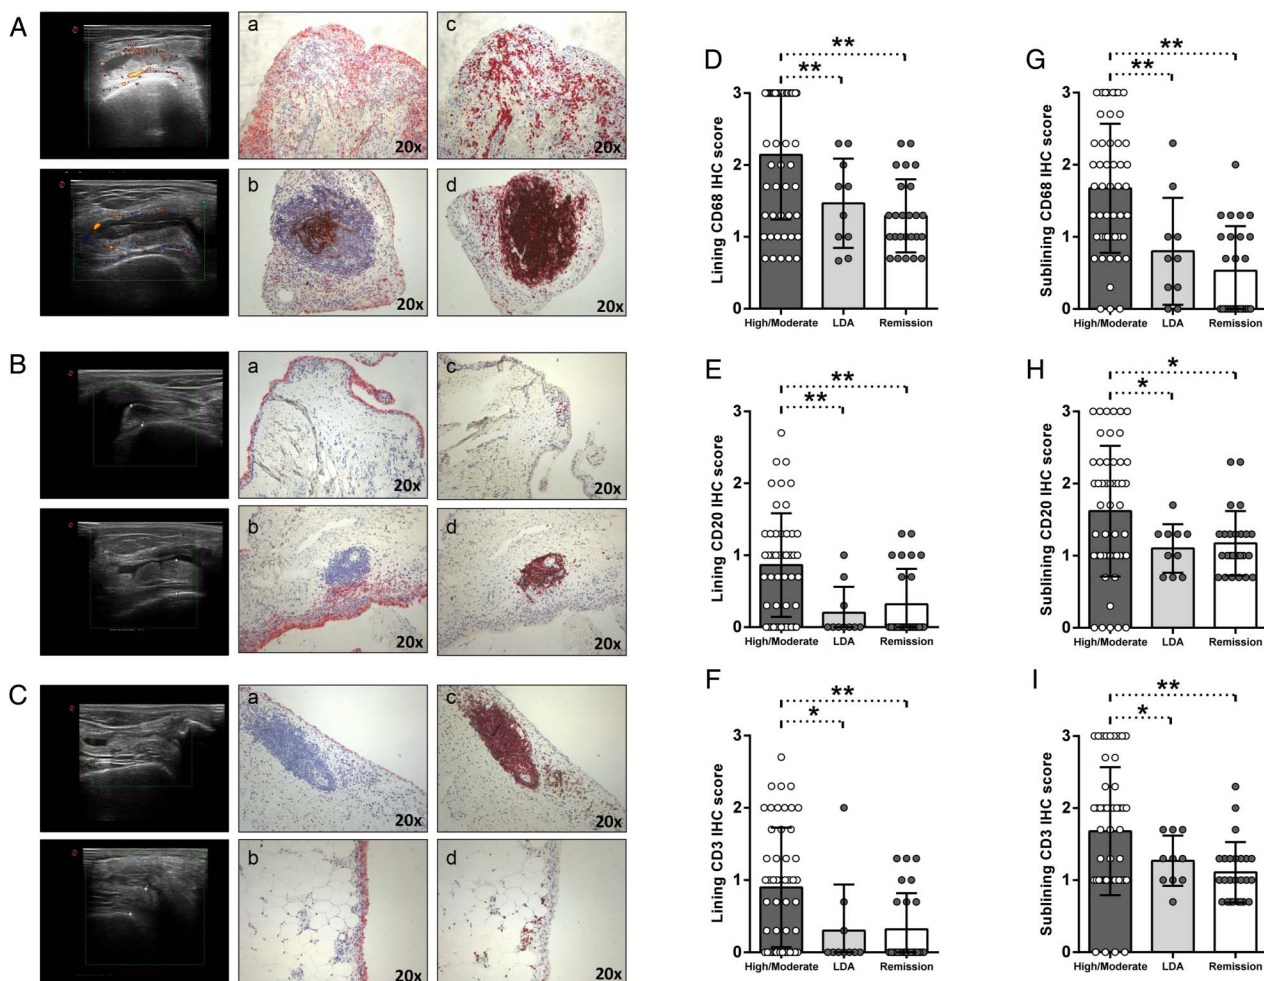 A
a
20x
c
20x
b
20x
d
20x
B
a
20x
c
20x
b
20x
d
20x
C
a
20x
c
20x
b
20x
d
20x
D
**
**
Lining CD68 IHC score
3
2
1
0
High/Moderate LDA Remission
E
**
**
Lining CD20 IHC score
3
2
1
0
High/Moderate LDA Remission
F
**
*
Lining CD3 IHC score
3
2
1
0
High/Moderate LDA Remission
G
**
**
Sublining CD68 IHC score
3
2
1
0
High/Moderate LDA Remission
H
*
*
Sublining CD20 IHC score
3
2
1
0
High/Moderate LDA Remission
I
**
*
Sublining CD3 IHC score
3
2
1
0
High/Moderate LDA Remission